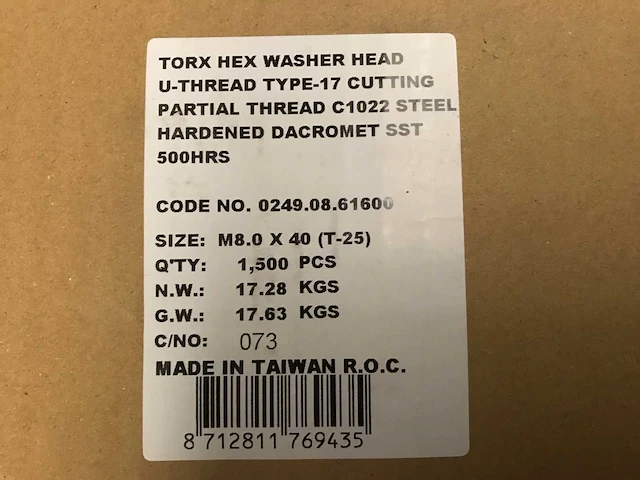 TORX HEX WASHER HEAD
U-THREAD TYPE-17 CUTTING
PARTIAL THREAD C1022 STEEL
HARDENED DACROMET SST
500HRS
CODE NO. 0249.08.61600
SIZE: M8.0 X 40 (T-25)
Q'TY: 1,500 PCS
N.W.: 17.28 KGS
G.W.: 17.63 KGS
C/NO: 073
MADE IN TAIWAN R.O.C.
8 712811 769435